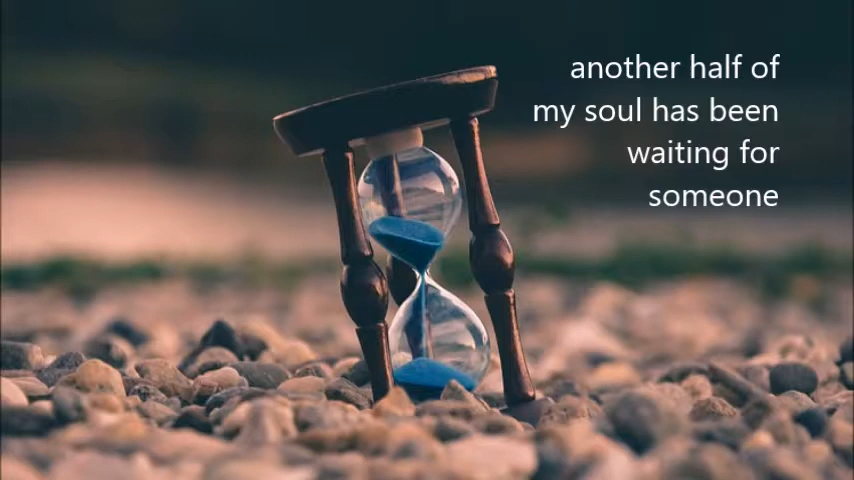 another half of
my soul has been
waiting for
someone